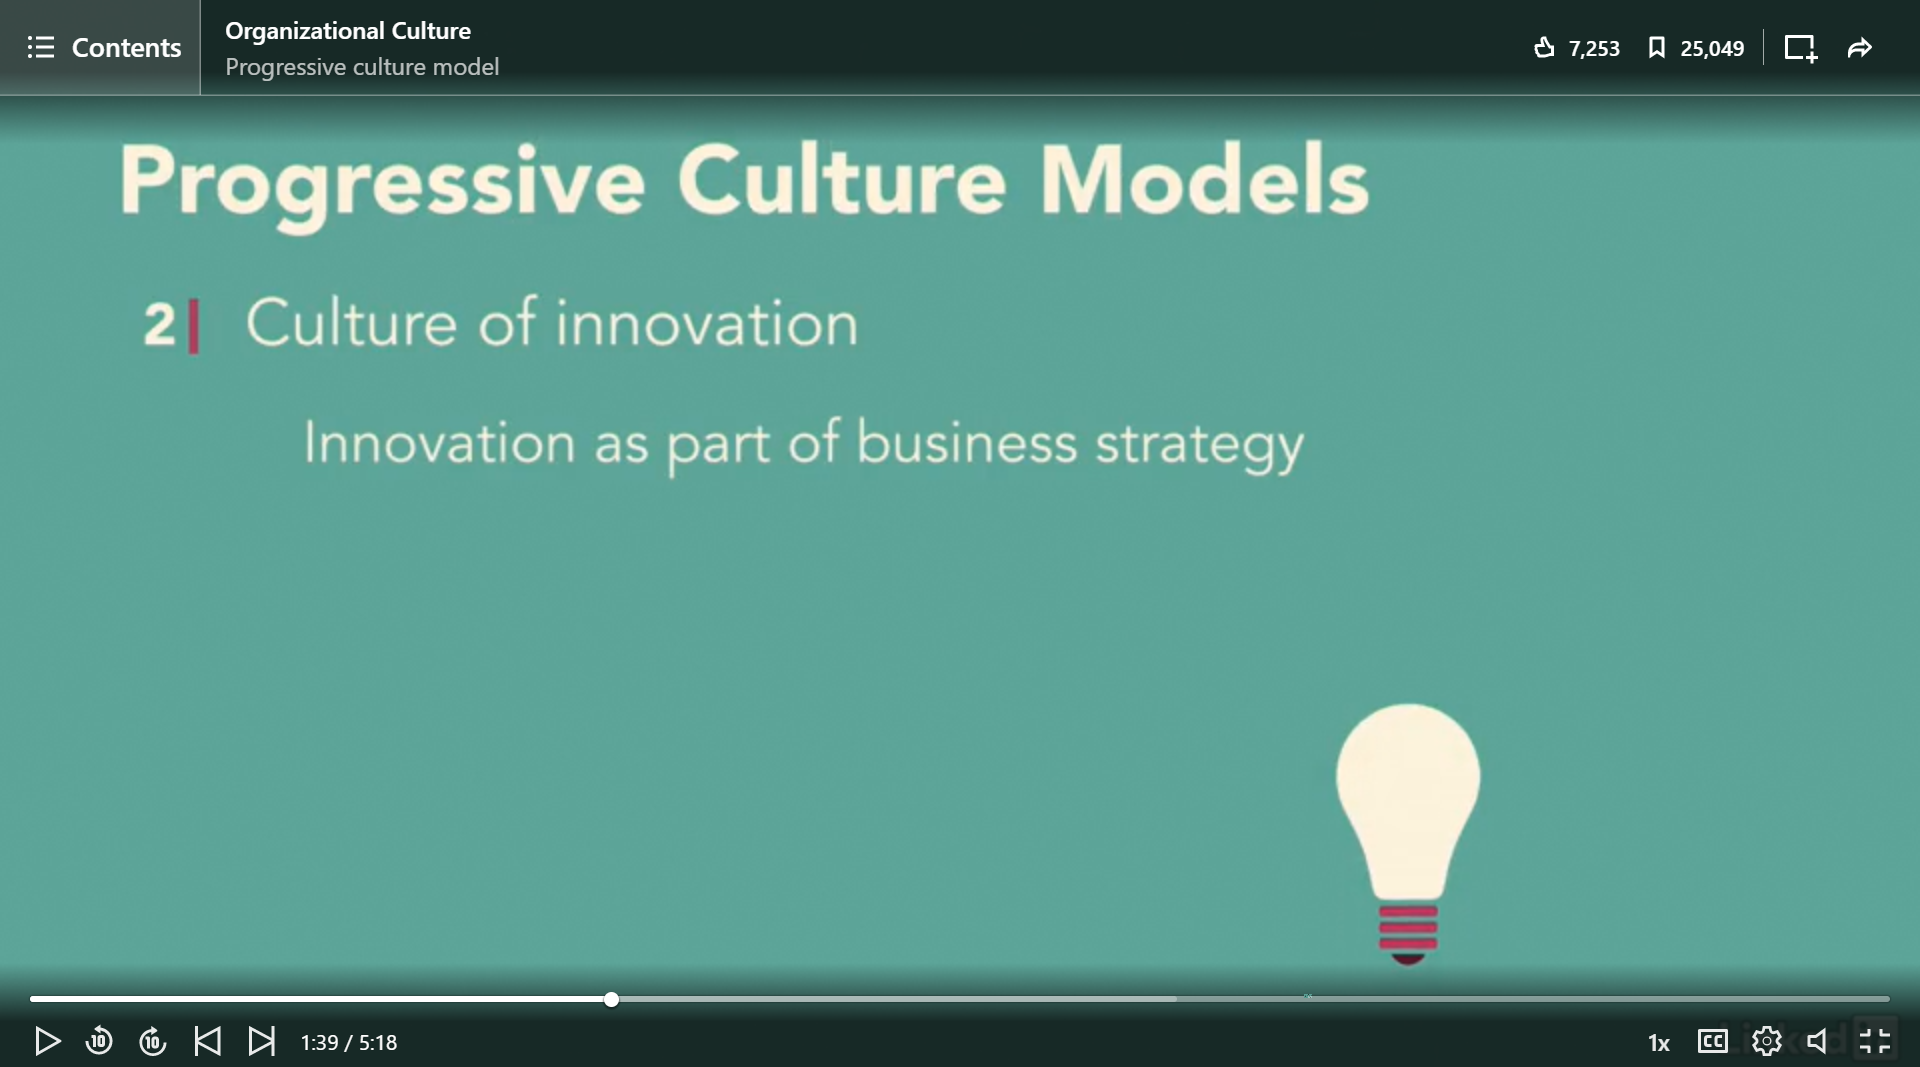 Contents
Organizational Culture
Progressive culture model
7,253
25,049
Progressive Culture Models
2 Culture of innovation
Innovation as part of business strategy
10
10
1:39 / 5:18
1x
CC